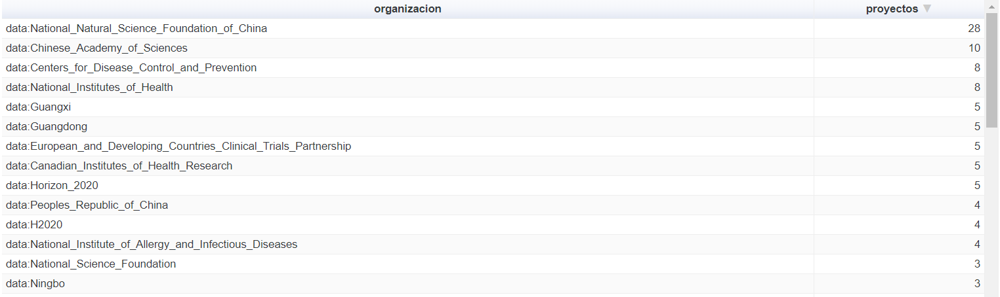 organizacion proyectos
data:National_Natural_Science_Foundation_of_China 28
data:Chinese_Academy_of_Sciences 10
data:Centers_for_Disease_Control_and_Prevention 8
data:National_Institutes_of_Health 8
data:Guangxi 5
data:Guangdong 5
data:European_and_Developing_Countries_Clinical_Trials_Partnership 5
data:Canadian_Institutes_of_Health_Research 5
data:Horizon_2020 5
data:Peoples_Republic_of_China 4
data:H2020 4
data:National_Institute_of_Allergy_and_Infectious_Diseases 4
data:National_Science_Foundation 3
data:Ningbo 3